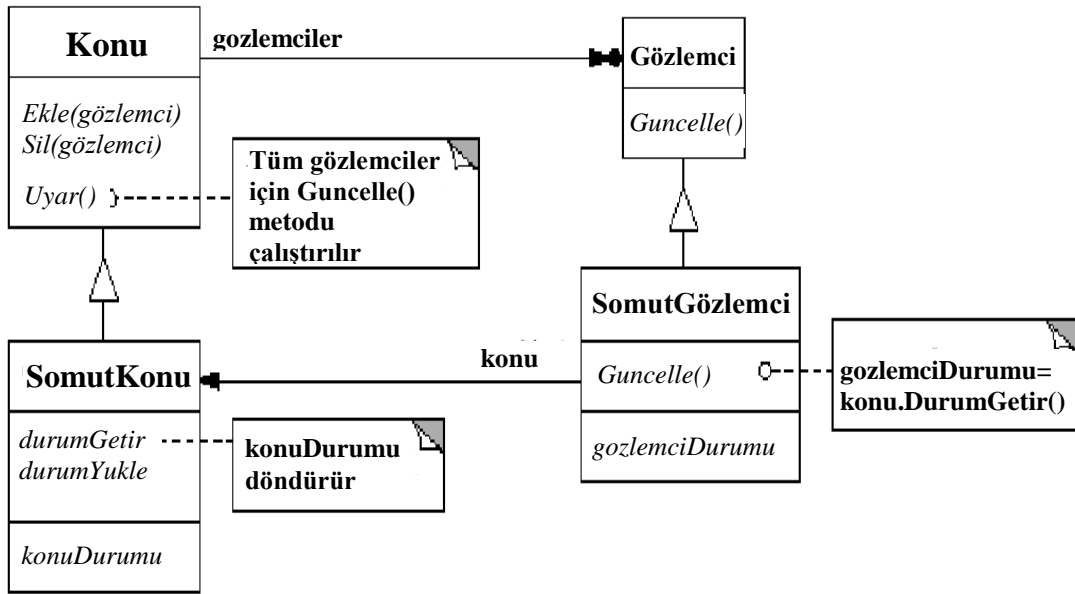 Konu
Ekle(gözlemci)
Sil(gözlemci)
Uyar()
gozlemciler
Gözlemci
Guncelle()
Tüm gözlemciler
için Guncelle()
metodu
çalıştırılır
SomutKonu
durumGetir
durumYukle
konuDurumu
konuDurumu
döndürür
konu
SomutGözlemci
Guncelle()
gozlemciDurumu
gozlemciDurumu=
konu.DurumGetir()